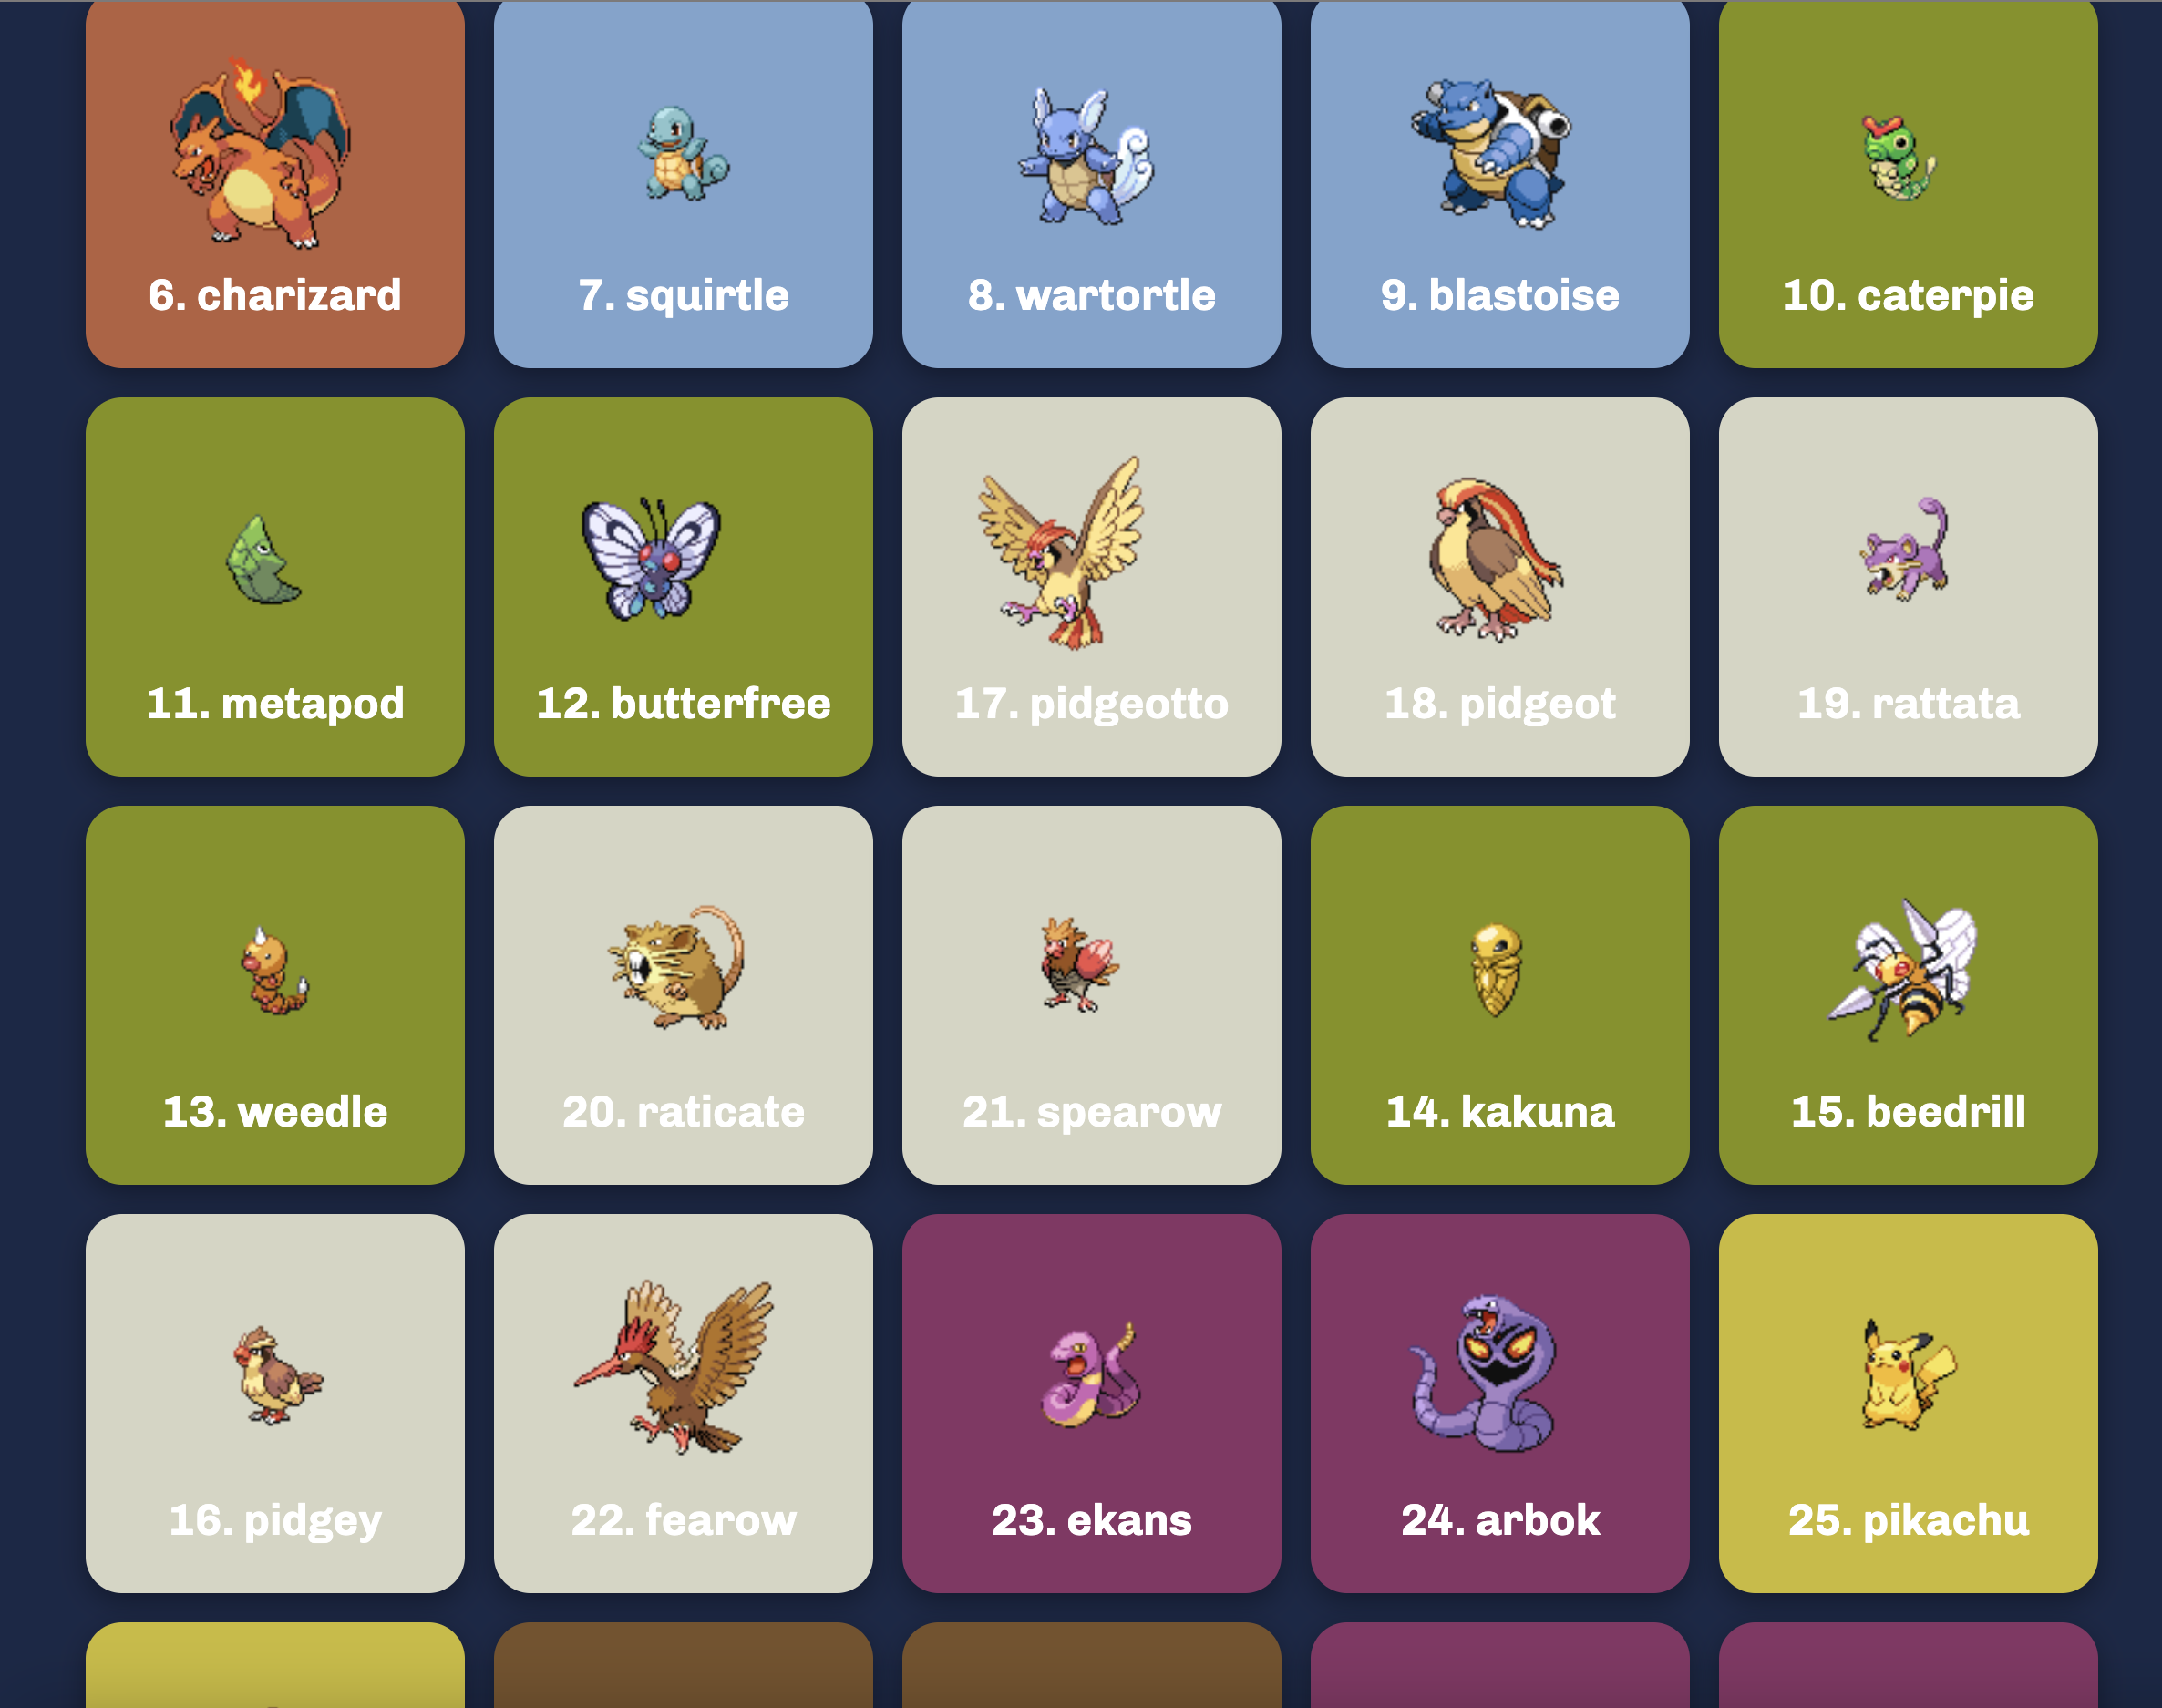 6. charizard
7. squirtle
8. wartortle
9. blastoise
10. caterpie
11. metapod
12. butterfree
17. pidgeotto
18. pidgeot
19. rattata
13. weedle
20. raticate
21. spearow
14. kakuna
15. beedrill
16. pidgey
22. fearow
23. ekans
24. arbok
25. pikachu